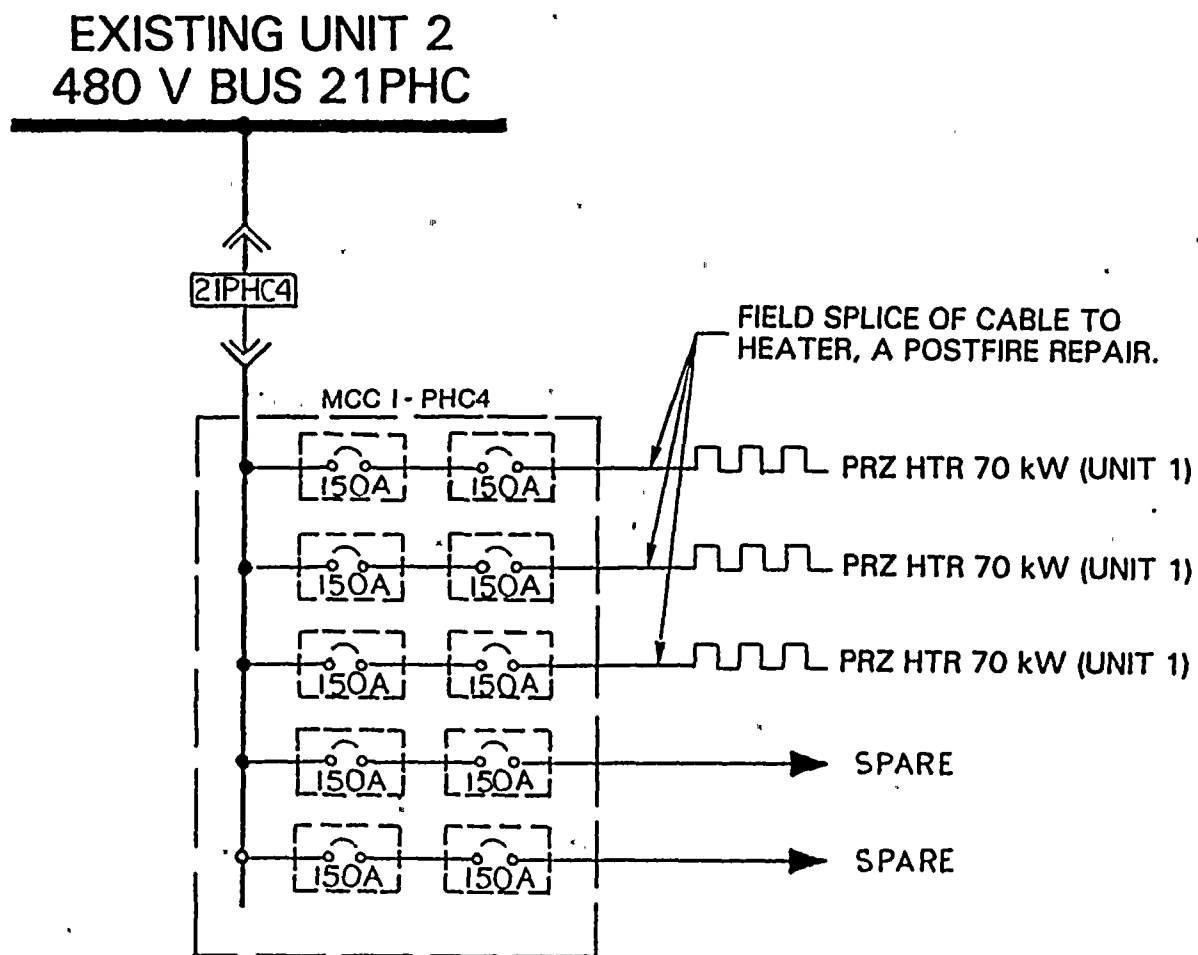 EXISTING UNIT 2
480 V BUS 21PHC
21PHC4
FIELD SPLICE OF CABLE TO
HEATER, A POSTFIRE REPAIR.
MCC 1-PHC4
150A 150A PRZ HTR 70 kW (UNIT 1)
150A 150A PRZ HTR 70 kW (UNIT 1)
150A 150A PRZ HTR 70 kW (UNIT 1)
150A 150A SPARE
150A 150A SPARE